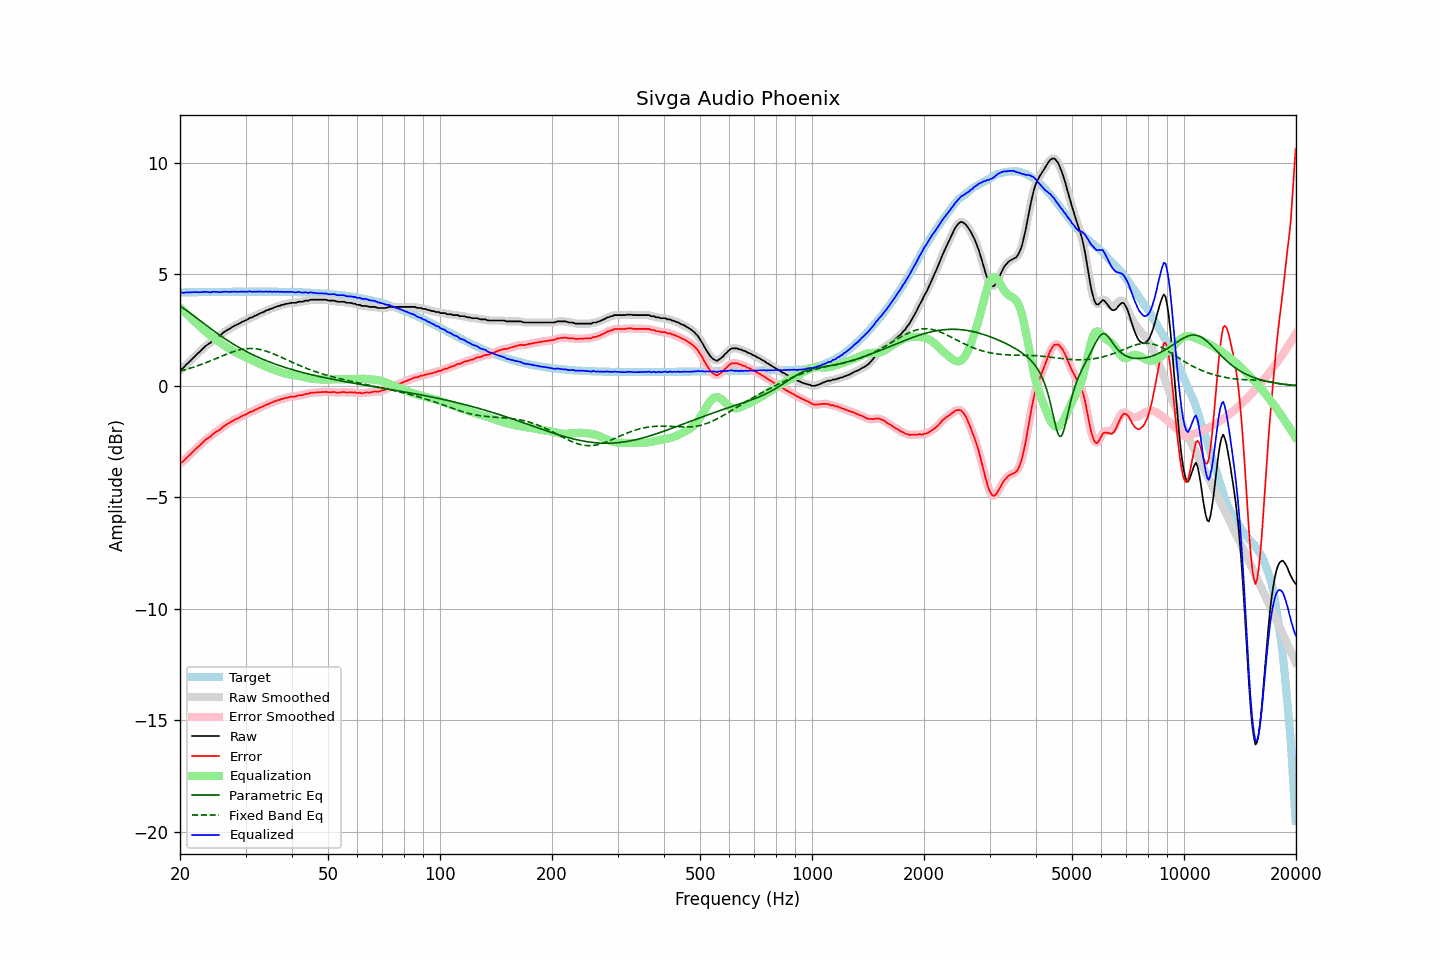 Sivga Audio Phoenix
Amplitude (dBr)
10
5
0
−5
−10
−15
−20
Target
Raw Smoothed
Error Smoothed
Raw
Error
Equalization
Parametric Eq
Fixed Band Eq
Equalized
20 50 100 200 500 1000 2000 5000 10000 20000
Frequency (Hz)